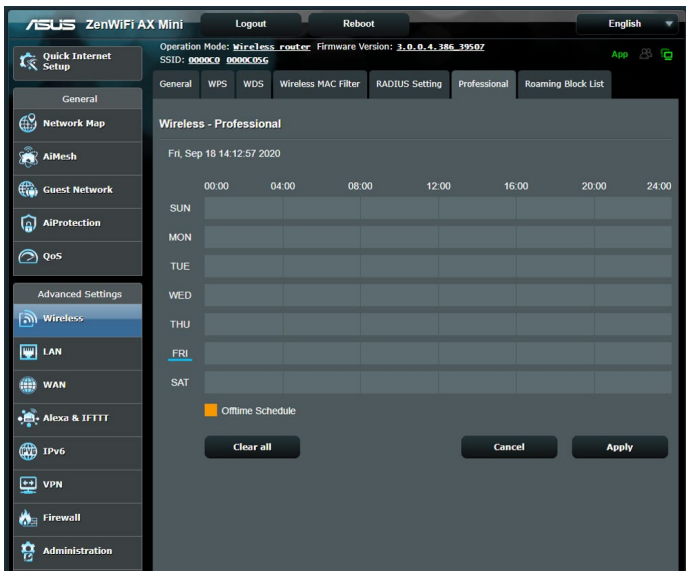 ASUS ZenWiFi AX Mini Logout Reboot English
Operation Mode: Wireless router Firmware Version: 3.0.0.4.386_39507
SSID: 0000C0 0000C05G
App
Quick Internet Setup
General
Network Map
AiMesh
Guest Network
AiProtection
QoS
Advanced Settings
Wireless
LAN
WAN
Alexa & IFTTT
IPv6
VPN
Firewall
Administration
General WPS WDS Wireless MAC Filter RADIUS Setting Professional Roaming Block List
Wireless - Professional
Fri, Sep 18 14:12:57 2020
00:00 04:00 08:00 12:00 16:00 20:00 24:00
SUN
MON
TUE
WED
THU
FRI
SAT
Offtime Schedule
Clear all Cancel Apply